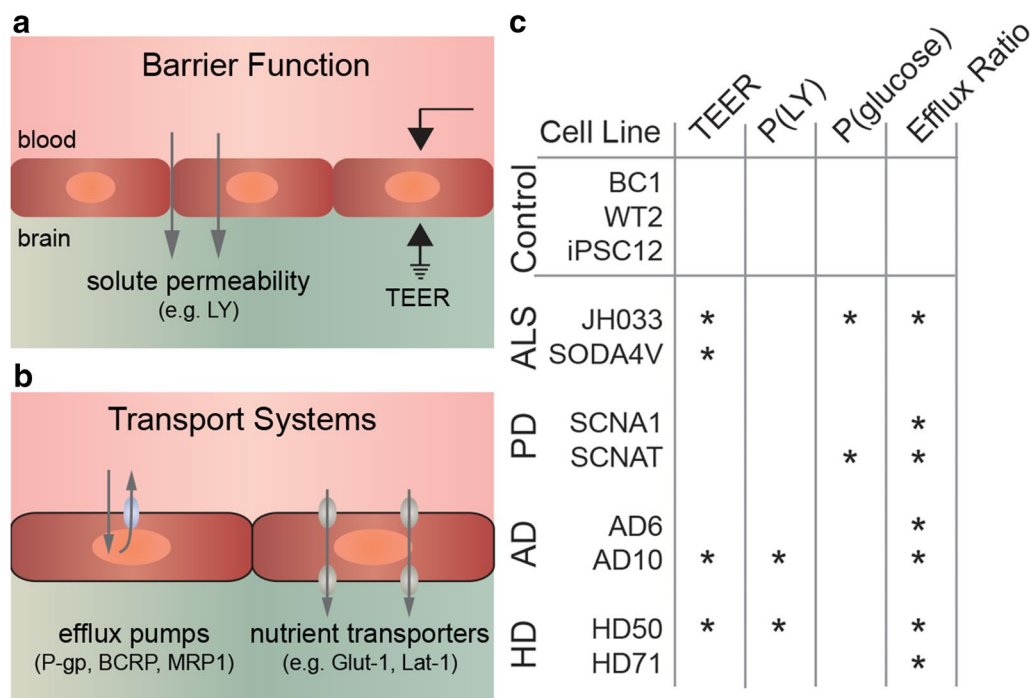 a
Barrier Function
blood
brain
solute permeability
(e.g. LY)
TEER
b
Transport Systems
efflux pumps
(P-gp, BCRP, MRP1)
nutrient transporters
(e.g. Glut-1, Lat-1)
c
Cell Line TEER P(LY) P(glucose) Efflux Ratio
Control
BC1
WT2
iPSC12
ALS
JH033 * * *
SODA4V *
PD
SCNA1 *
SCNAT * *
AD
AD6 *
AD10 * * *
HD
HD50 * * *
HD71 *